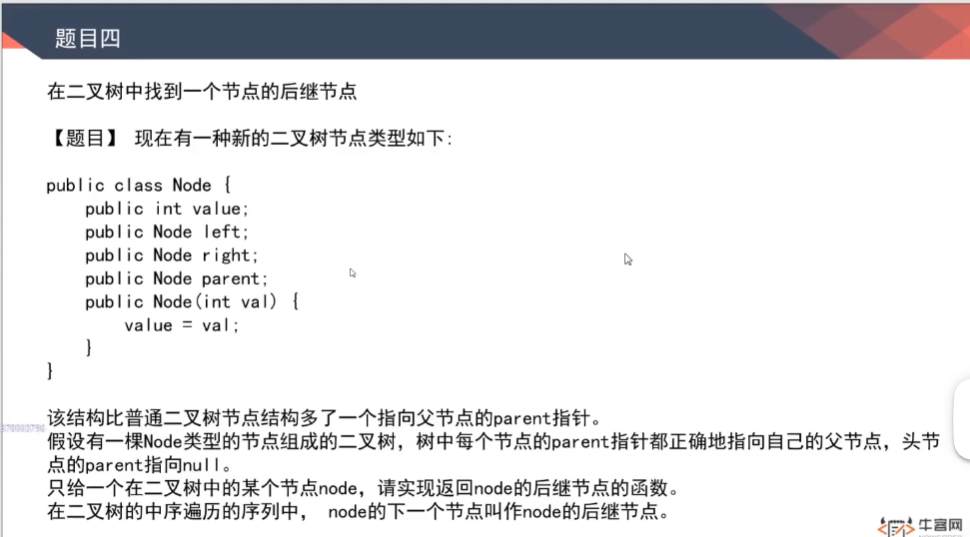 题目四
在二叉树中找到一个节点的后继节点
【题目】 现在有一种新的二叉树节点类型如下:
public class Node {
public int value;
public Node left;
public Node right;
public Node parent;
public Node(int val) {
value = val;
}
}
该结构比普通二叉树节点结构多了一个指向父节点的parent指针。
假设有一棵Node类型的节点组成的二叉树，树中每个节点的parent指针都正确地指向自己的父节点，头节
点的parent指向null。
只给一个在二叉树中的某个节点node，请实现返回node的后继节点的函数。
在二叉树的中序遍历的序列中， node的下一个节点叫作node的后继节点。
牛客网